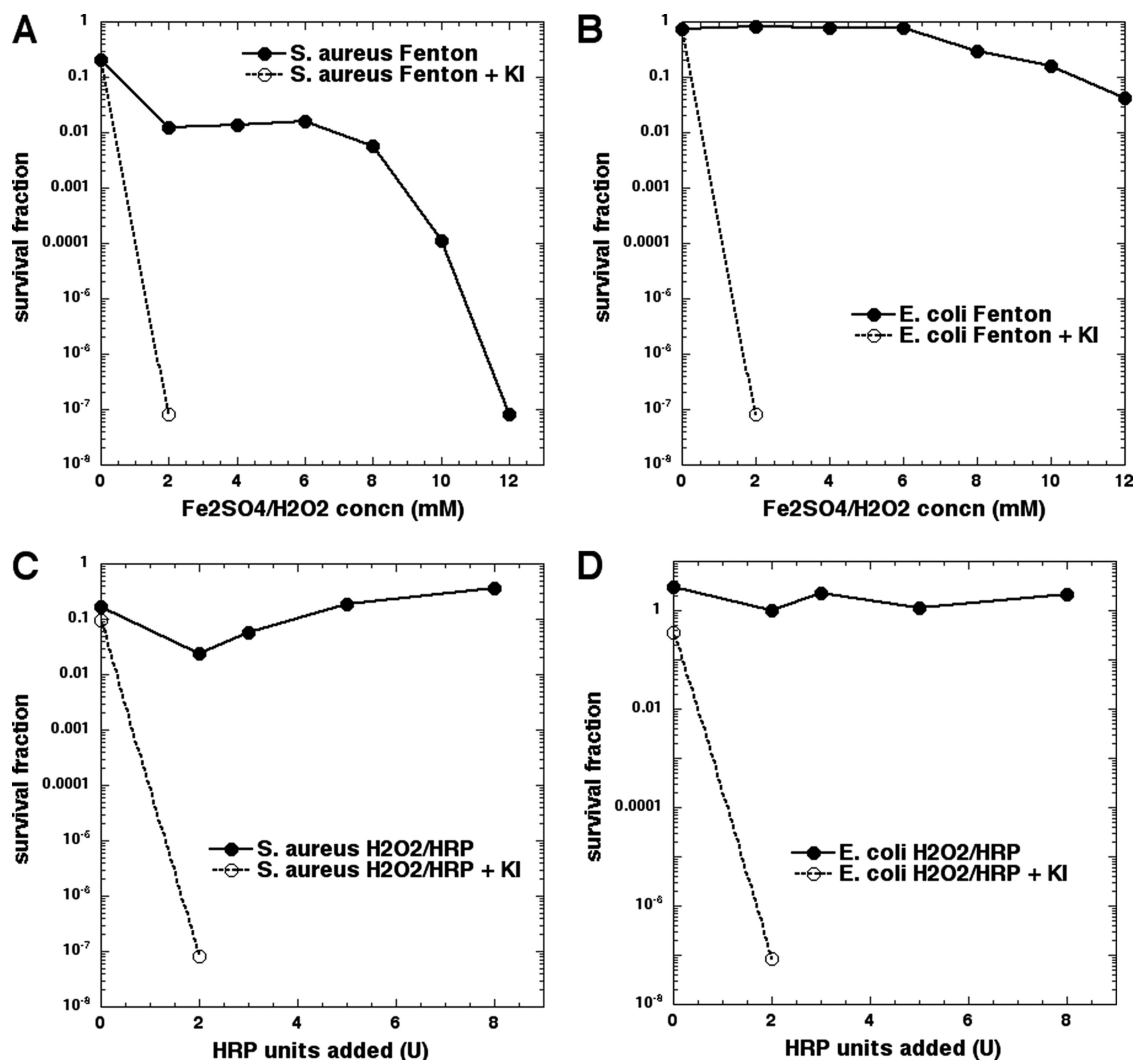 A
1
0.1
0.01
0.001
0.0001
10⁻⁵
10⁻⁶
10⁻⁷
10⁻⁸
survival fraction
S. aureus Fenton
S. aureus Fenton + KI
0 2 4 6 8 10 12
Fe2SO4/H2O2 concn (mM)
B
1
0.1
0.01
0.001
0.0001
10⁻⁵
10⁻⁶
10⁻⁷
10⁻⁸
survival fraction
E. coli Fenton
E. coli Fenton + KI
0 2 4 6 8 10 12
Fe2SO4/H2O2 concn (mM)
C
1
0.1
0.01
0.001
0.0001
10⁻⁵
10⁻⁶
10⁻⁷
10⁻⁸
survival fraction
S. aureus H2O2/HRP
S. aureus H2O2/HRP + KI
0 2 4 6 8
HRP units added (U)
D
1
0.01
0.0001
10⁻⁶
10⁻⁸
survival fraction
E. coli H2O2/HRP
E. coli H2O2/HRP + KI
0 2 4 6 8
HRP units added (U)